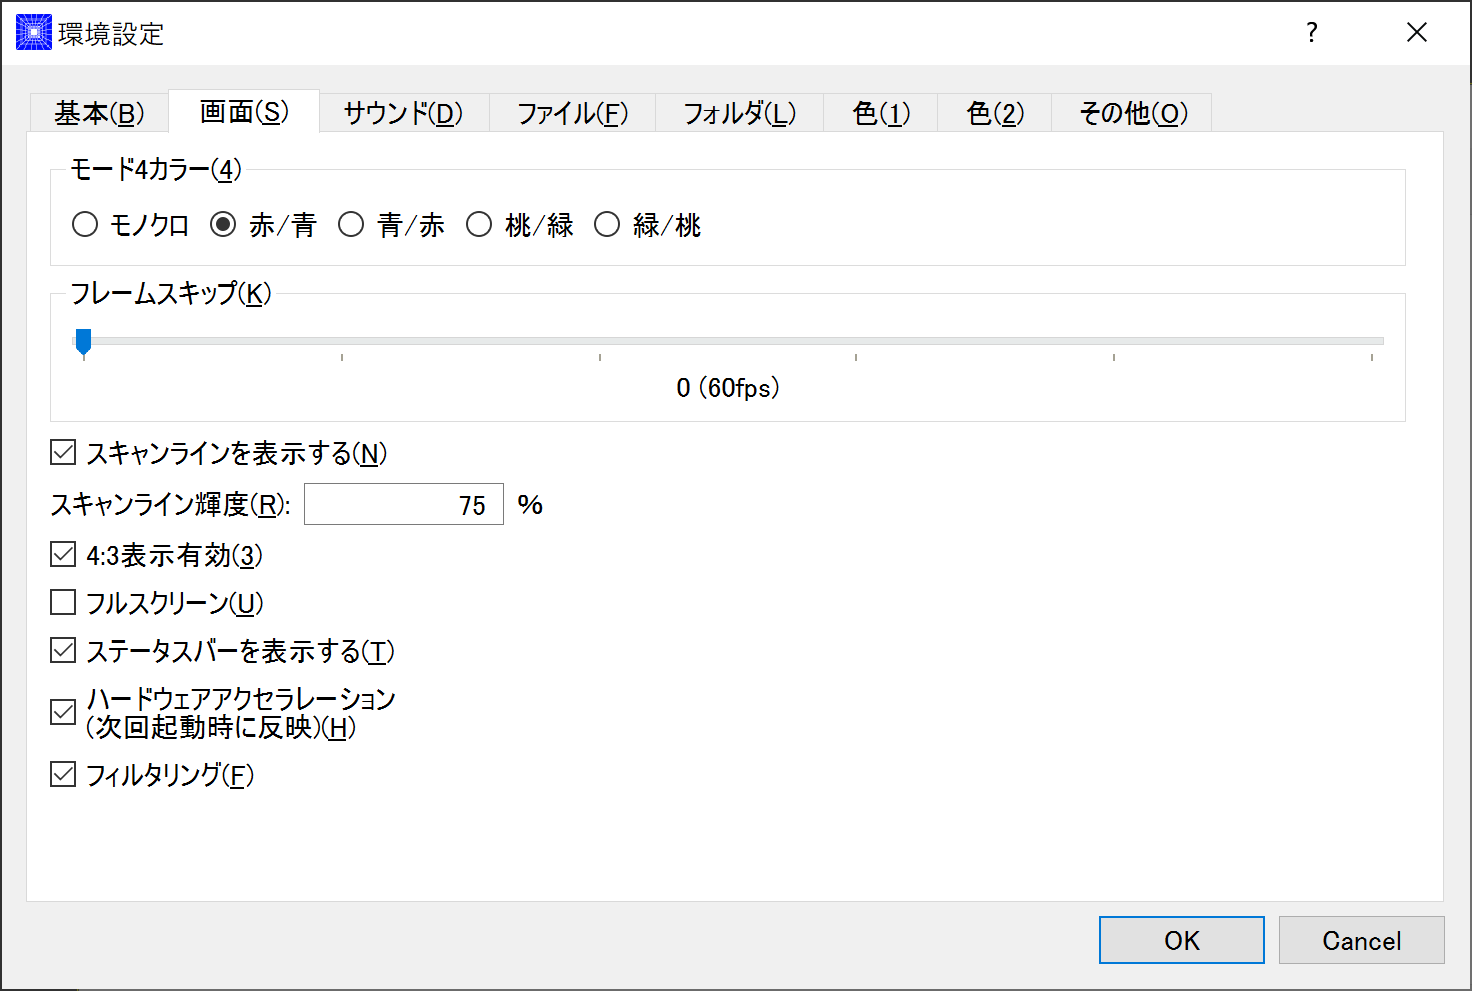 環境設定
?
基本(B) 画面(S) サウンド(D) ファイル(F) フォルダ(L) 色(1) 色(2) その他(O)
モード4カラー(4)
モノクロ 赤/青 青/赤 桃/緑 緑/桃
フレームスキップ(K)
0 (60fps)
スキャンラインを表示する(N)
スキャンライン輝度(R): 75 %
4:3表示有効(3)
フルスクリーン(U)
ステータスバーを表示する(T)
ハードウェアアクセラレーション
(次回起動時に反映)(H)
フィルタリング(F)
OK Cancel